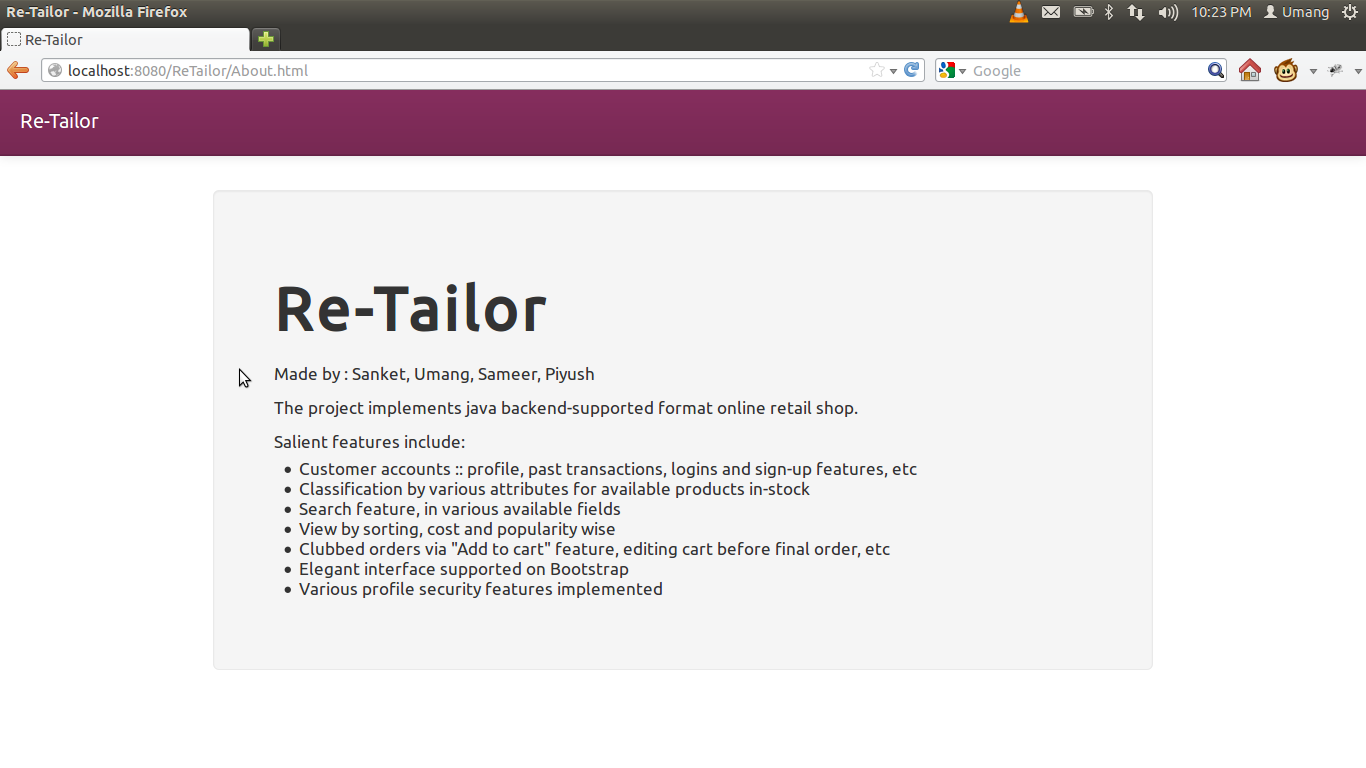 Re-Tailor - Mozilla Firefox
10:23 PM
Umang
Re-Tailor
localhost:8080/ReTailor/About.html
Google
Re-Tailor
Re-Tailor
Made by : Sanket, Umang, Sameer, Piyush
The project implements java backend-supported format online retail shop.
Salient features include:
Customer accounts :: profile, past transactions, logins and sign-up features, etc
Classification by various attributes for available products in-stock
Search feature, in various available fields
View by sorting, cost and popularity wise
Clubbed orders via "Add to cart" feature, editing cart before final order, etc
Elegant interface supported on Bootstrap
Various profile security features implemented